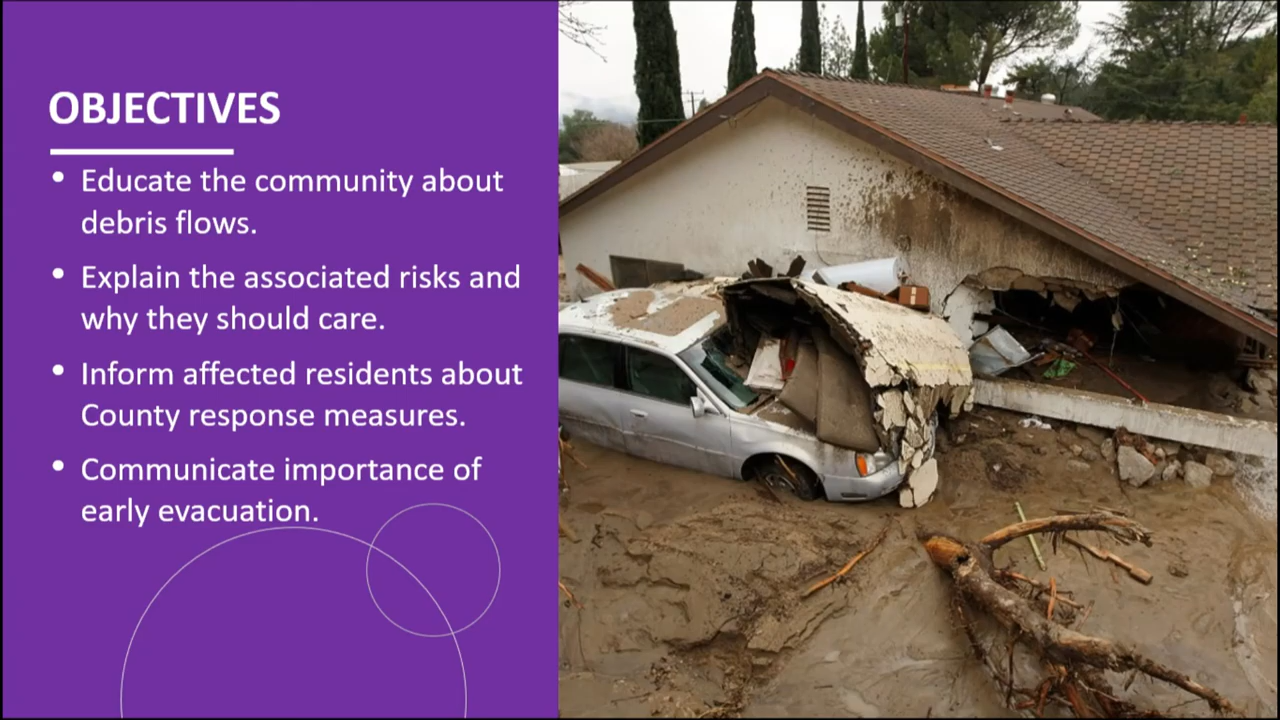 OBJECTIVES
• Educate the community about
debris flows.
• Explain the associated risks and
why they should care.
• Inform affected residents about
County response measures.
• Communicate importance of
early evacuation.